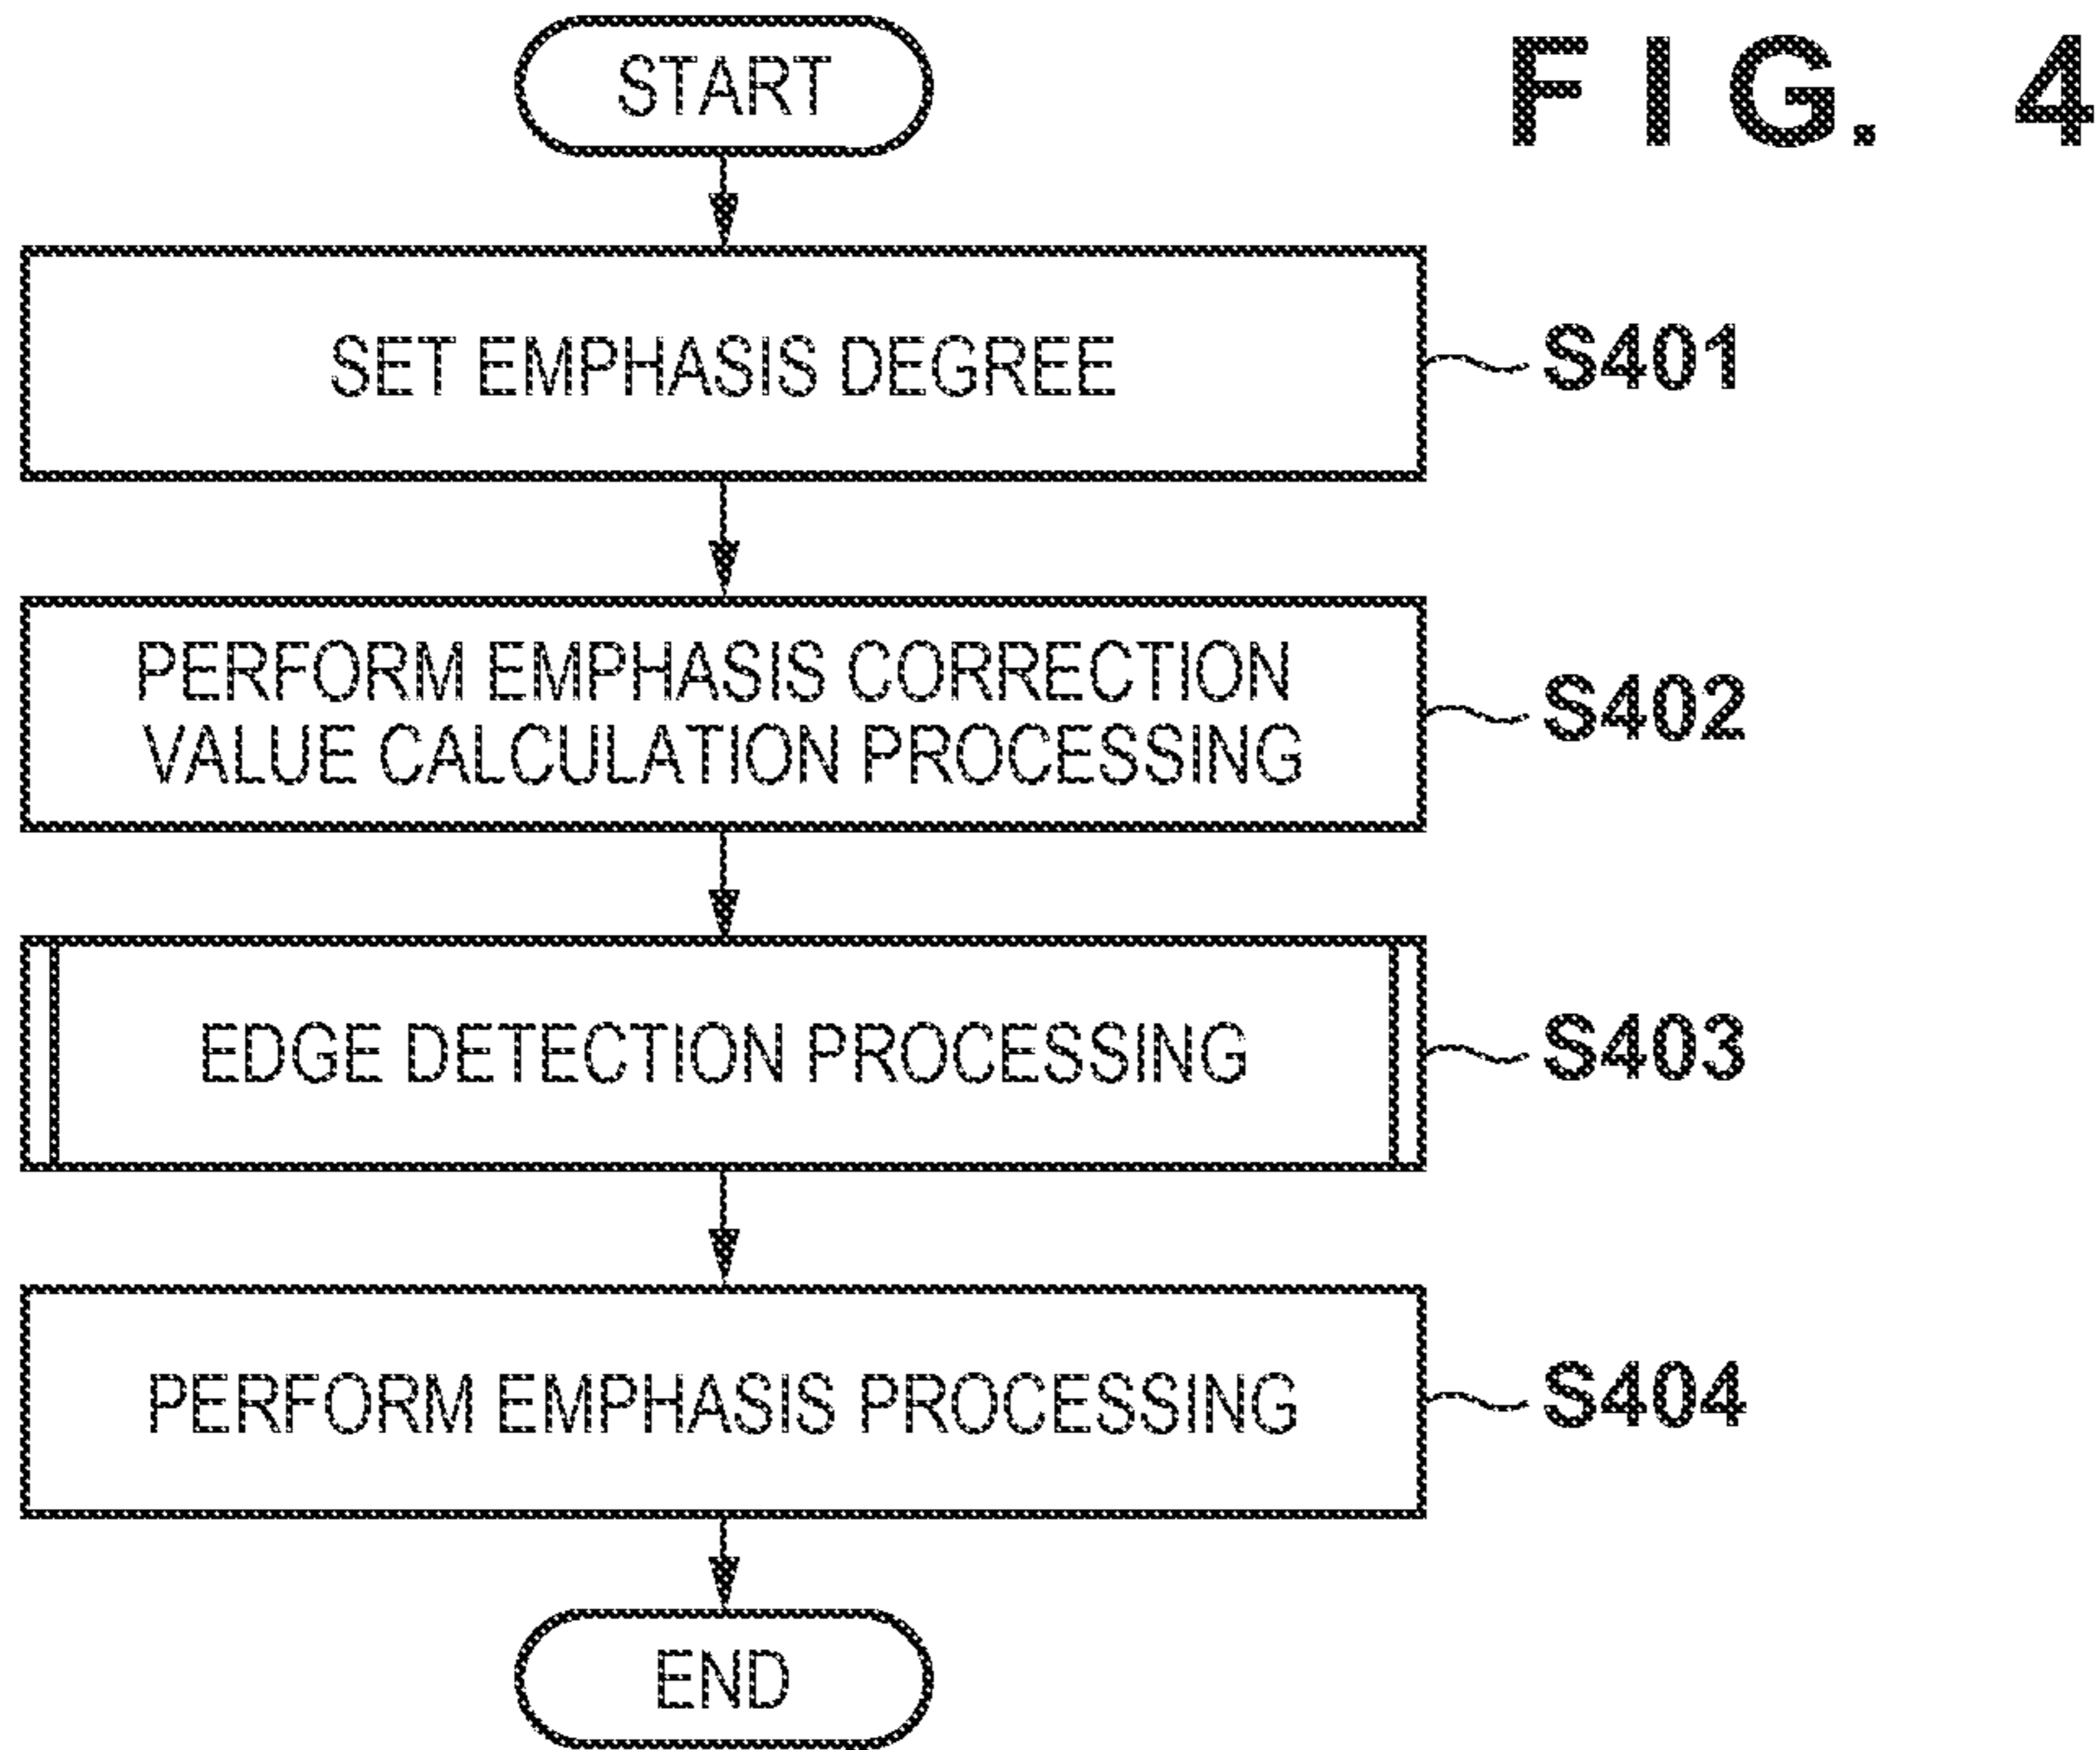 START
FIG. 4
SET EMPHASIS DEGREE
S401
PERFORM EMPHASIS CORRECTION
VALUE CALCULATION PROCESSING
S402
EDGE DETECTION PROCESSING
S403
PERFORM EMPHASIS PROCESSING
S404
END